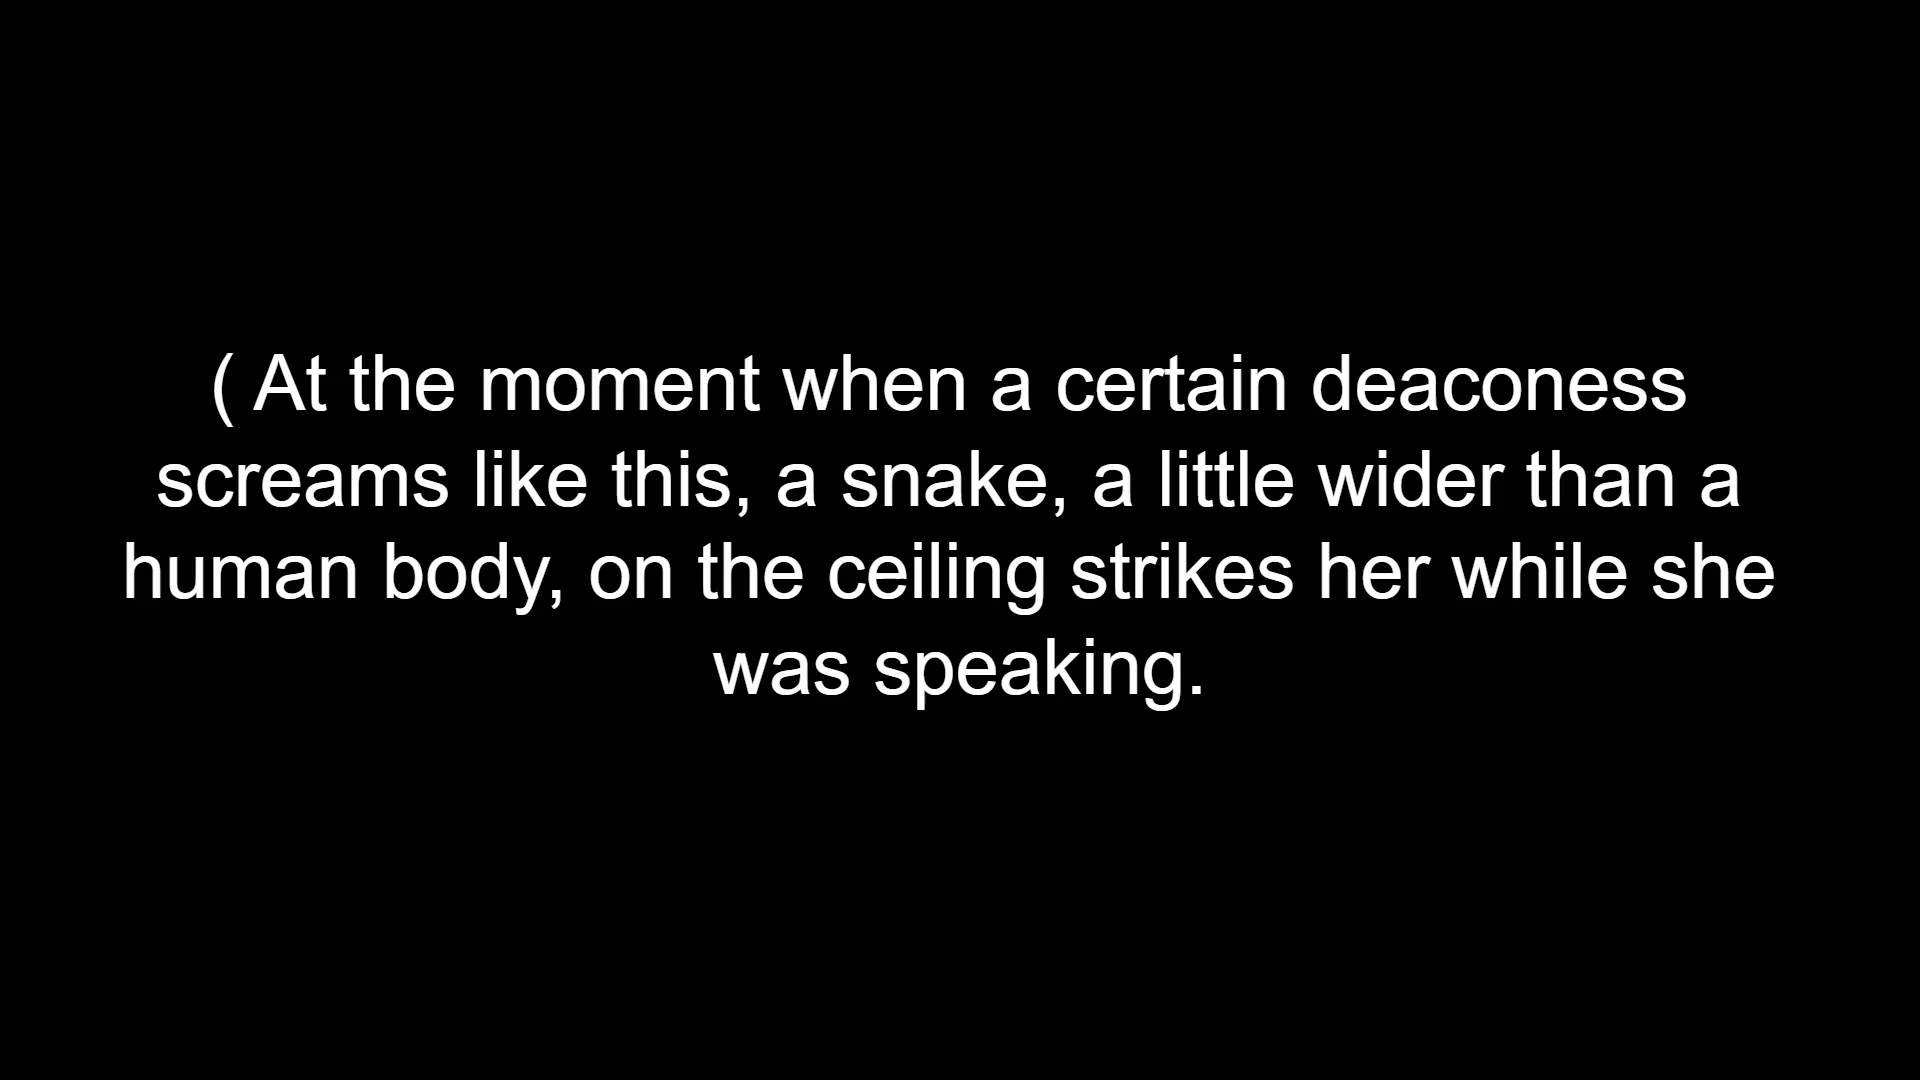 ( At the moment when a certain deaconess
screams like this, a snake, a little wider than a
human body, on the ceiling strikes her while she
was speaking.